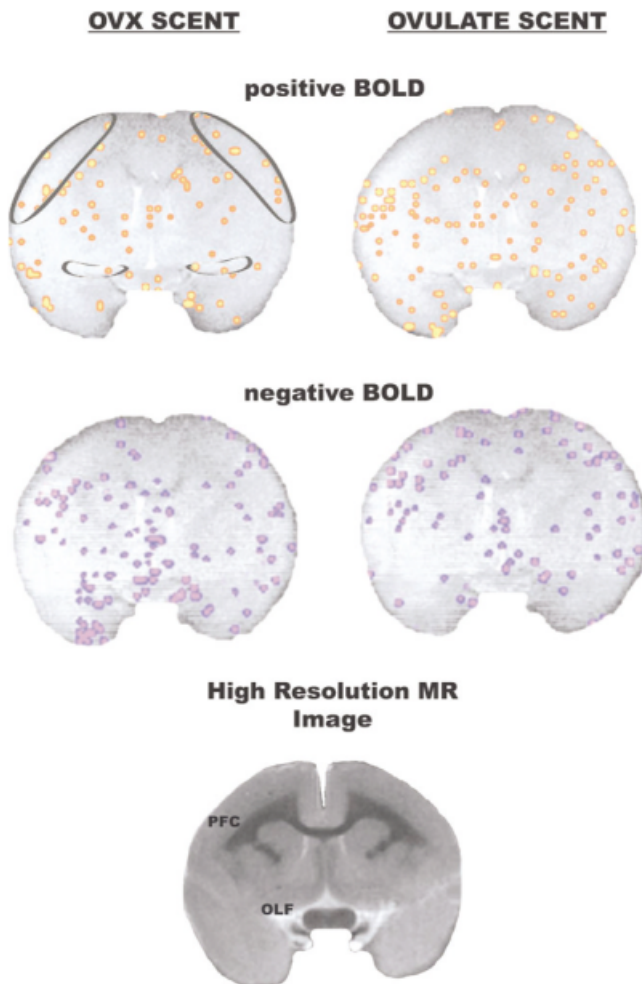 OVX SCENT
OVULATE SCENT
positive BOLD
negative BOLD
High Resolution MR
Image
PFC
OLF